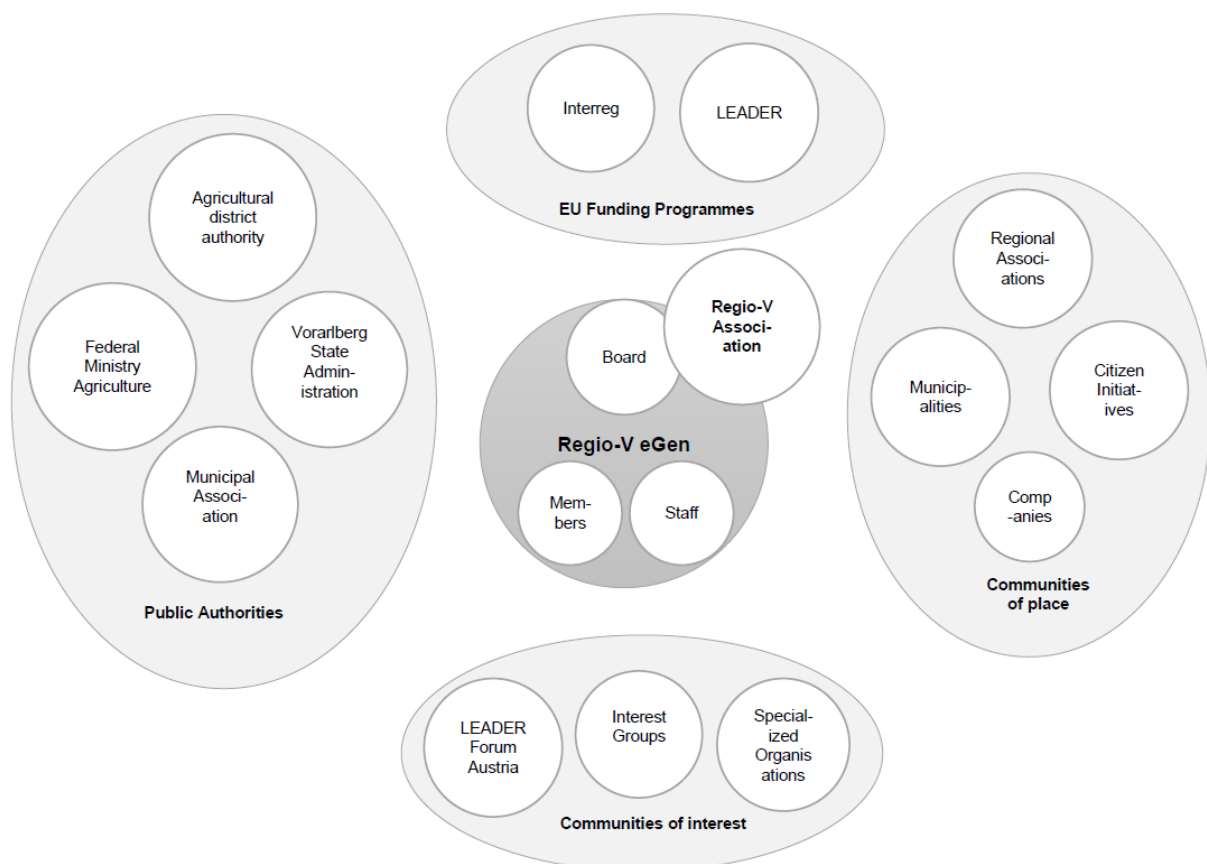 Interreg
LEADER
EU Funding Programmes
Agricultural
district
authority
Federal
Ministry
Agriculture
Vorarlberg
State
Admin-
istration
Municipal
Associ-
ation
Public Authorities
Regio-V
Associ-
ation
Board
Regio-V eGen
Mem-
bers
Staff
Regional
Associ-
ations
Municip-
alities
Citizen
Initiat-
ives
Comp
-anies
Communities
of place
LEADER
Forum
Austria
Interest
Groups
Special-
ized
Organis
ations
Communities of interest